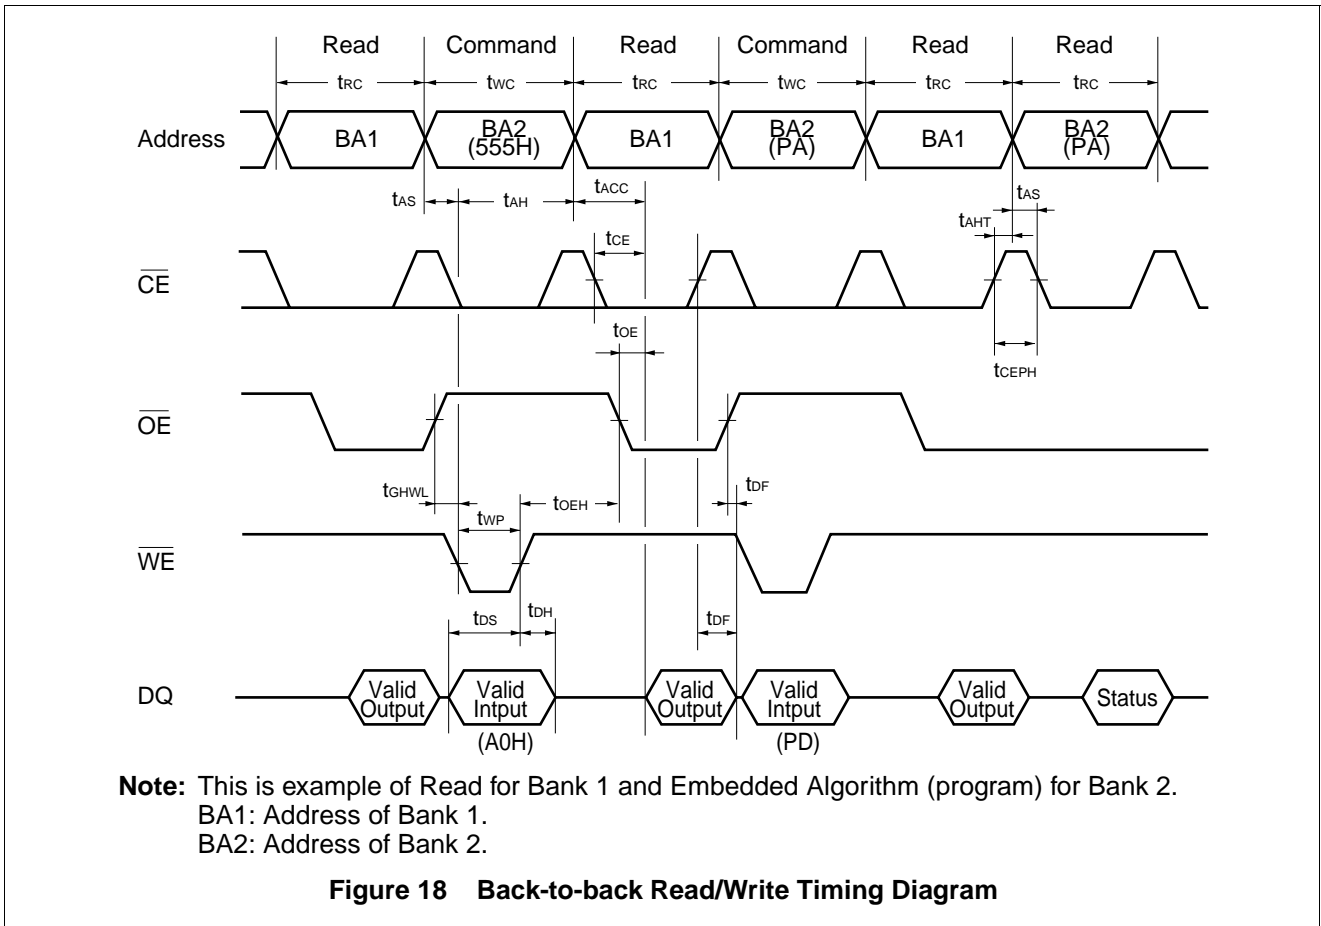 Read Command Read Command Read Read
tRC tWC tRC tWC tRC tRC
Address BA1 BA2 (555H) BA1 BA2 (PA) BA1 BA2 (PA)
tAS tAH tACC tAS
tAHT
tCE
CE
tOE
tCEPH
OE
tGHWL tDF
tWP tOEH
WE
tDS tDH tDF
DQ Valid Output Valid Intput Valid Output Valid Intput Valid Output Status
(A0H) (PD)
Note: This is example of Read for Bank 1 and Embedded Algorithm (program) for Bank 2.
BA1: Address of Bank 1.
BA2: Address of Bank 2.
Figure 18 Back-to-back Read/Write Timing Diagram